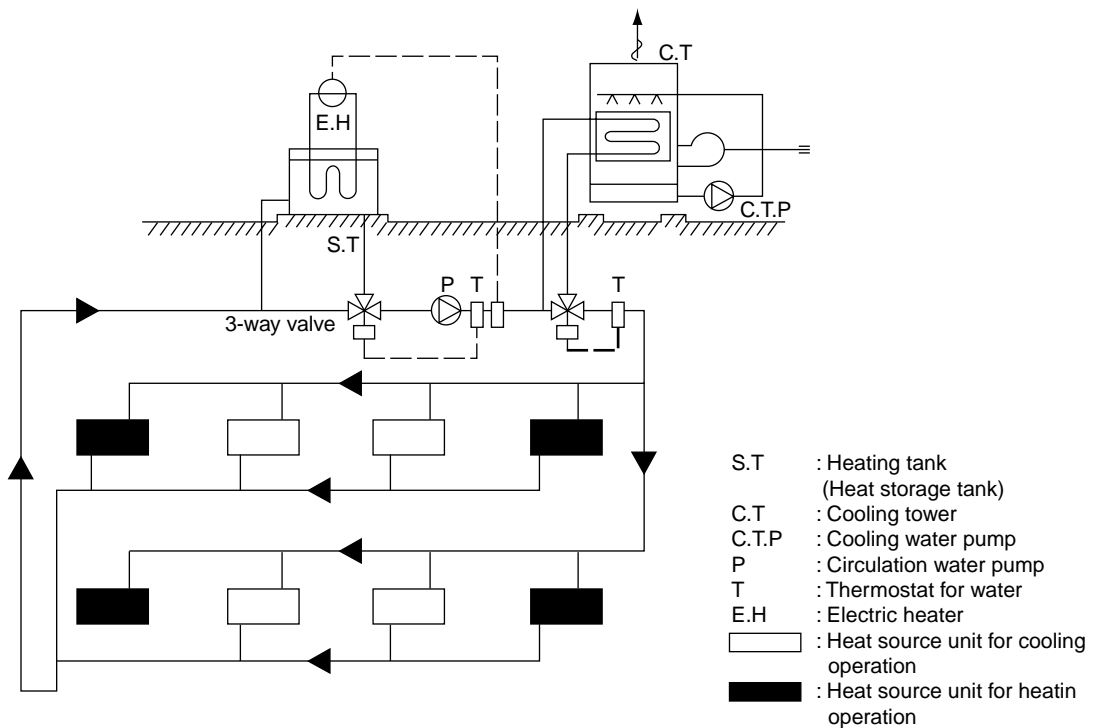 C.T
E.H
C.T.P
S.T
P
T
T
3-way valve
S.T : Heating tank
(Heat storage tank)
C.T : Cooling tower
C.T.P : Cooling water pump
P : Circulation water pump
T : Thermostat for water
E.H : Electric heater
: Heat source unit for cooling
operation
: Heat source unit for heatin
operation